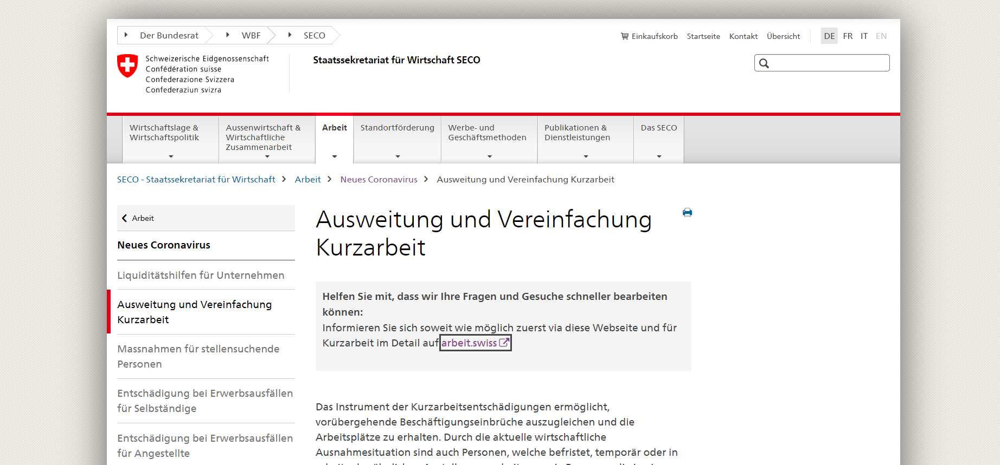 Der Bundesrat
WBF
SECO
Einkaufskorb
Startseite
Kontakt
Übersicht
DE
FR
IT
EN
Schweizerische Eidgenossenschaft
Confédération suisse
Confederazione Svizzera
Confederaziun svizra
Staatssekretariat für Wirtschaft SECO
Wirtschaftslage &
Wirtschaftspolitik
Aussenwirtschaft &
Wirtschaftliche
Zusammenarbeit
Arbeit
Standortförderung
Werbe- und
Geschäftsmethoden
Publikationen &
Dienstleistungen
Das SECO
SECO - Staatssekretariat für Wirtschaft
Arbeit
Neues Coronavirus
Ausweitung und Vereinfachung Kurzarbeit
Arbeit
Neues Coronavirus
Liquiditätshilfen für Unternehmen
Ausweitung und Vereinfachung
Kurzarbeit
Massnahmen für stellensuchende
Personen
Entschädigung bei Erwerbsausfällen
für Selbständige
Entschädigung bei Erwerbsausfällen
für Angestellte
Ausweitung und Vereinfachung
Kurzarbeit
Helfen Sie mit, dass wir Ihre Fragen und Gesuche schneller bearbeiten
können:
Informieren Sie sich soweit wie möglich zuerst via diese Webseite und für
Kurzarbeit im Detail auf arbeit.swiss
Das Instrument der Kurzarbeitsentschädigungen ermöglicht,
vorübergehende Beschäftigungseinbrüche auszugleichen und die
Arbeitsplätze zu erhalten. Durch die aktuelle wirtschaftliche
Ausnahmesituation sind auch Personen, welche befristet, temporär oder in